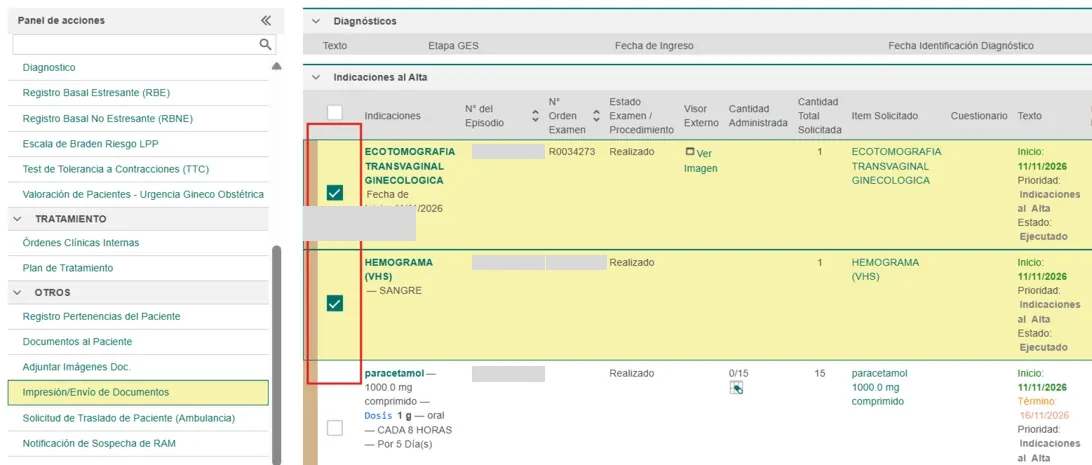 Panel de acciones
Diagnostico
Registro Basal Estresante (RBE)
Registro Basal No Estresante (RBNE)
Escala de Braden Riesgo LPP
Test de Tolerancia a Contracciones (TTC)
Valoración de Pacientes - Urgencia Gineco Obstétrica
TRATAMIENTO
Órdenes Clínicas Internas
Plan de Tratamiento
OTROS
Registro Pertenencias del Paciente
Documentos al Paciente
Adjuntar Imágenes Doc.
Impresión/Envío de Documentos
Solicitud de Traslado de Paciente (Ambulancia)
Notificación de Sospecha de RAM
Diagnósticos
Texto Etapa GES Fecha de Ingreso Fecha Identificación Diagnóstico
Indicaciones al Alta
Indicaciones
N° del
Episodio
N°
Orden
Examen
Estado
Examen /
Procedimiento
Visor
Externo
Cantidad
Administrada
Cantidad
Total
Solicitada
Item Solicitado
Cuestionario
Texto
ECOTOMOGRAFIA
TRANSVAGINAL
GINECOLOGICA
Fecha de
11/11/2026
R0034273
Realizado
Ver
Imagen
1
ECOTOMOGRAFIA
TRANSVAGINAL
GINECOLOGICA
Inicio:
11/11/2026
Prioridad:
Indicaciones
al Alta
Estado:
Ejecutado
HEMOGRAMA
(VHS)
— SANGRE
Realizado
1
HEMOGRAMA
(VHS)
Inicio:
11/11/2026
Prioridad:
Indicaciones
al Alta
Estado:
Ejecutado
paracetamol —
1000.0 mg
comprimido —
Dosis 1 g — oral
— CADA 8 HORAS
— Por 5 Día(s)
Realizado
0/15
15
paracetamol
1000.0 mg
comprimido
Inicio:
11/11/2026
Término:
16/11/2026
Prioridad:
Indicaciones
al Alta